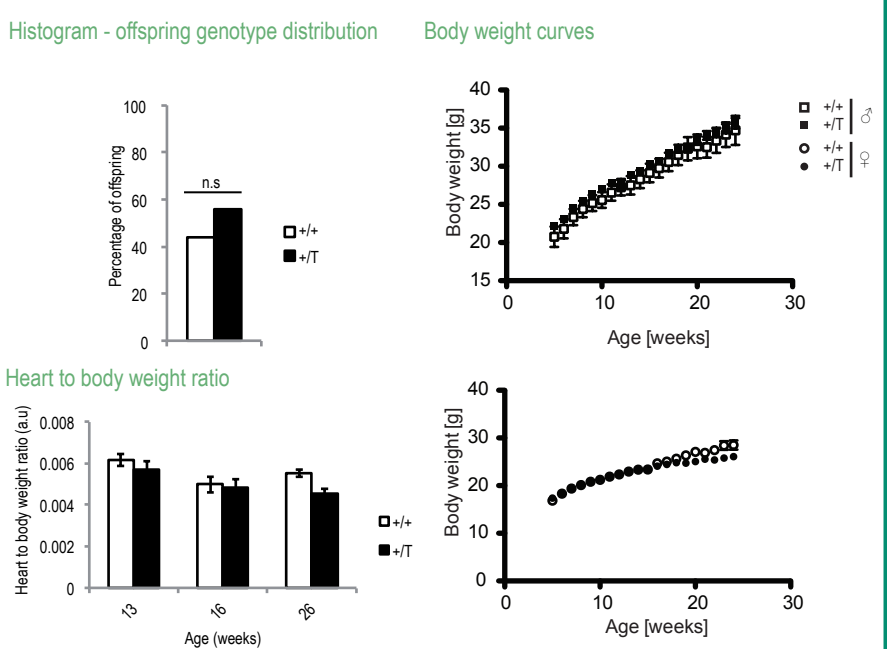 Histogram - offspring genotype distribution
Percentage of offspring
100
80
60
40
20
0
n.s
+/+
+/T
Body weight curves
Body weight [g]
40
35
30
25
20
15
0
10
20
30
Age [weeks]
+/+
+/T
♂
+/+
+/T
♀
Heart to body weight ratio
Heart to body weight ratio (a.u)
0.008
0.006
0.004
0.002
0
13
16
26
Age (weeks)
+/+
+/T
Body weight [g]
40
30
20
10
0
0
10
20
30
Age [weeks]